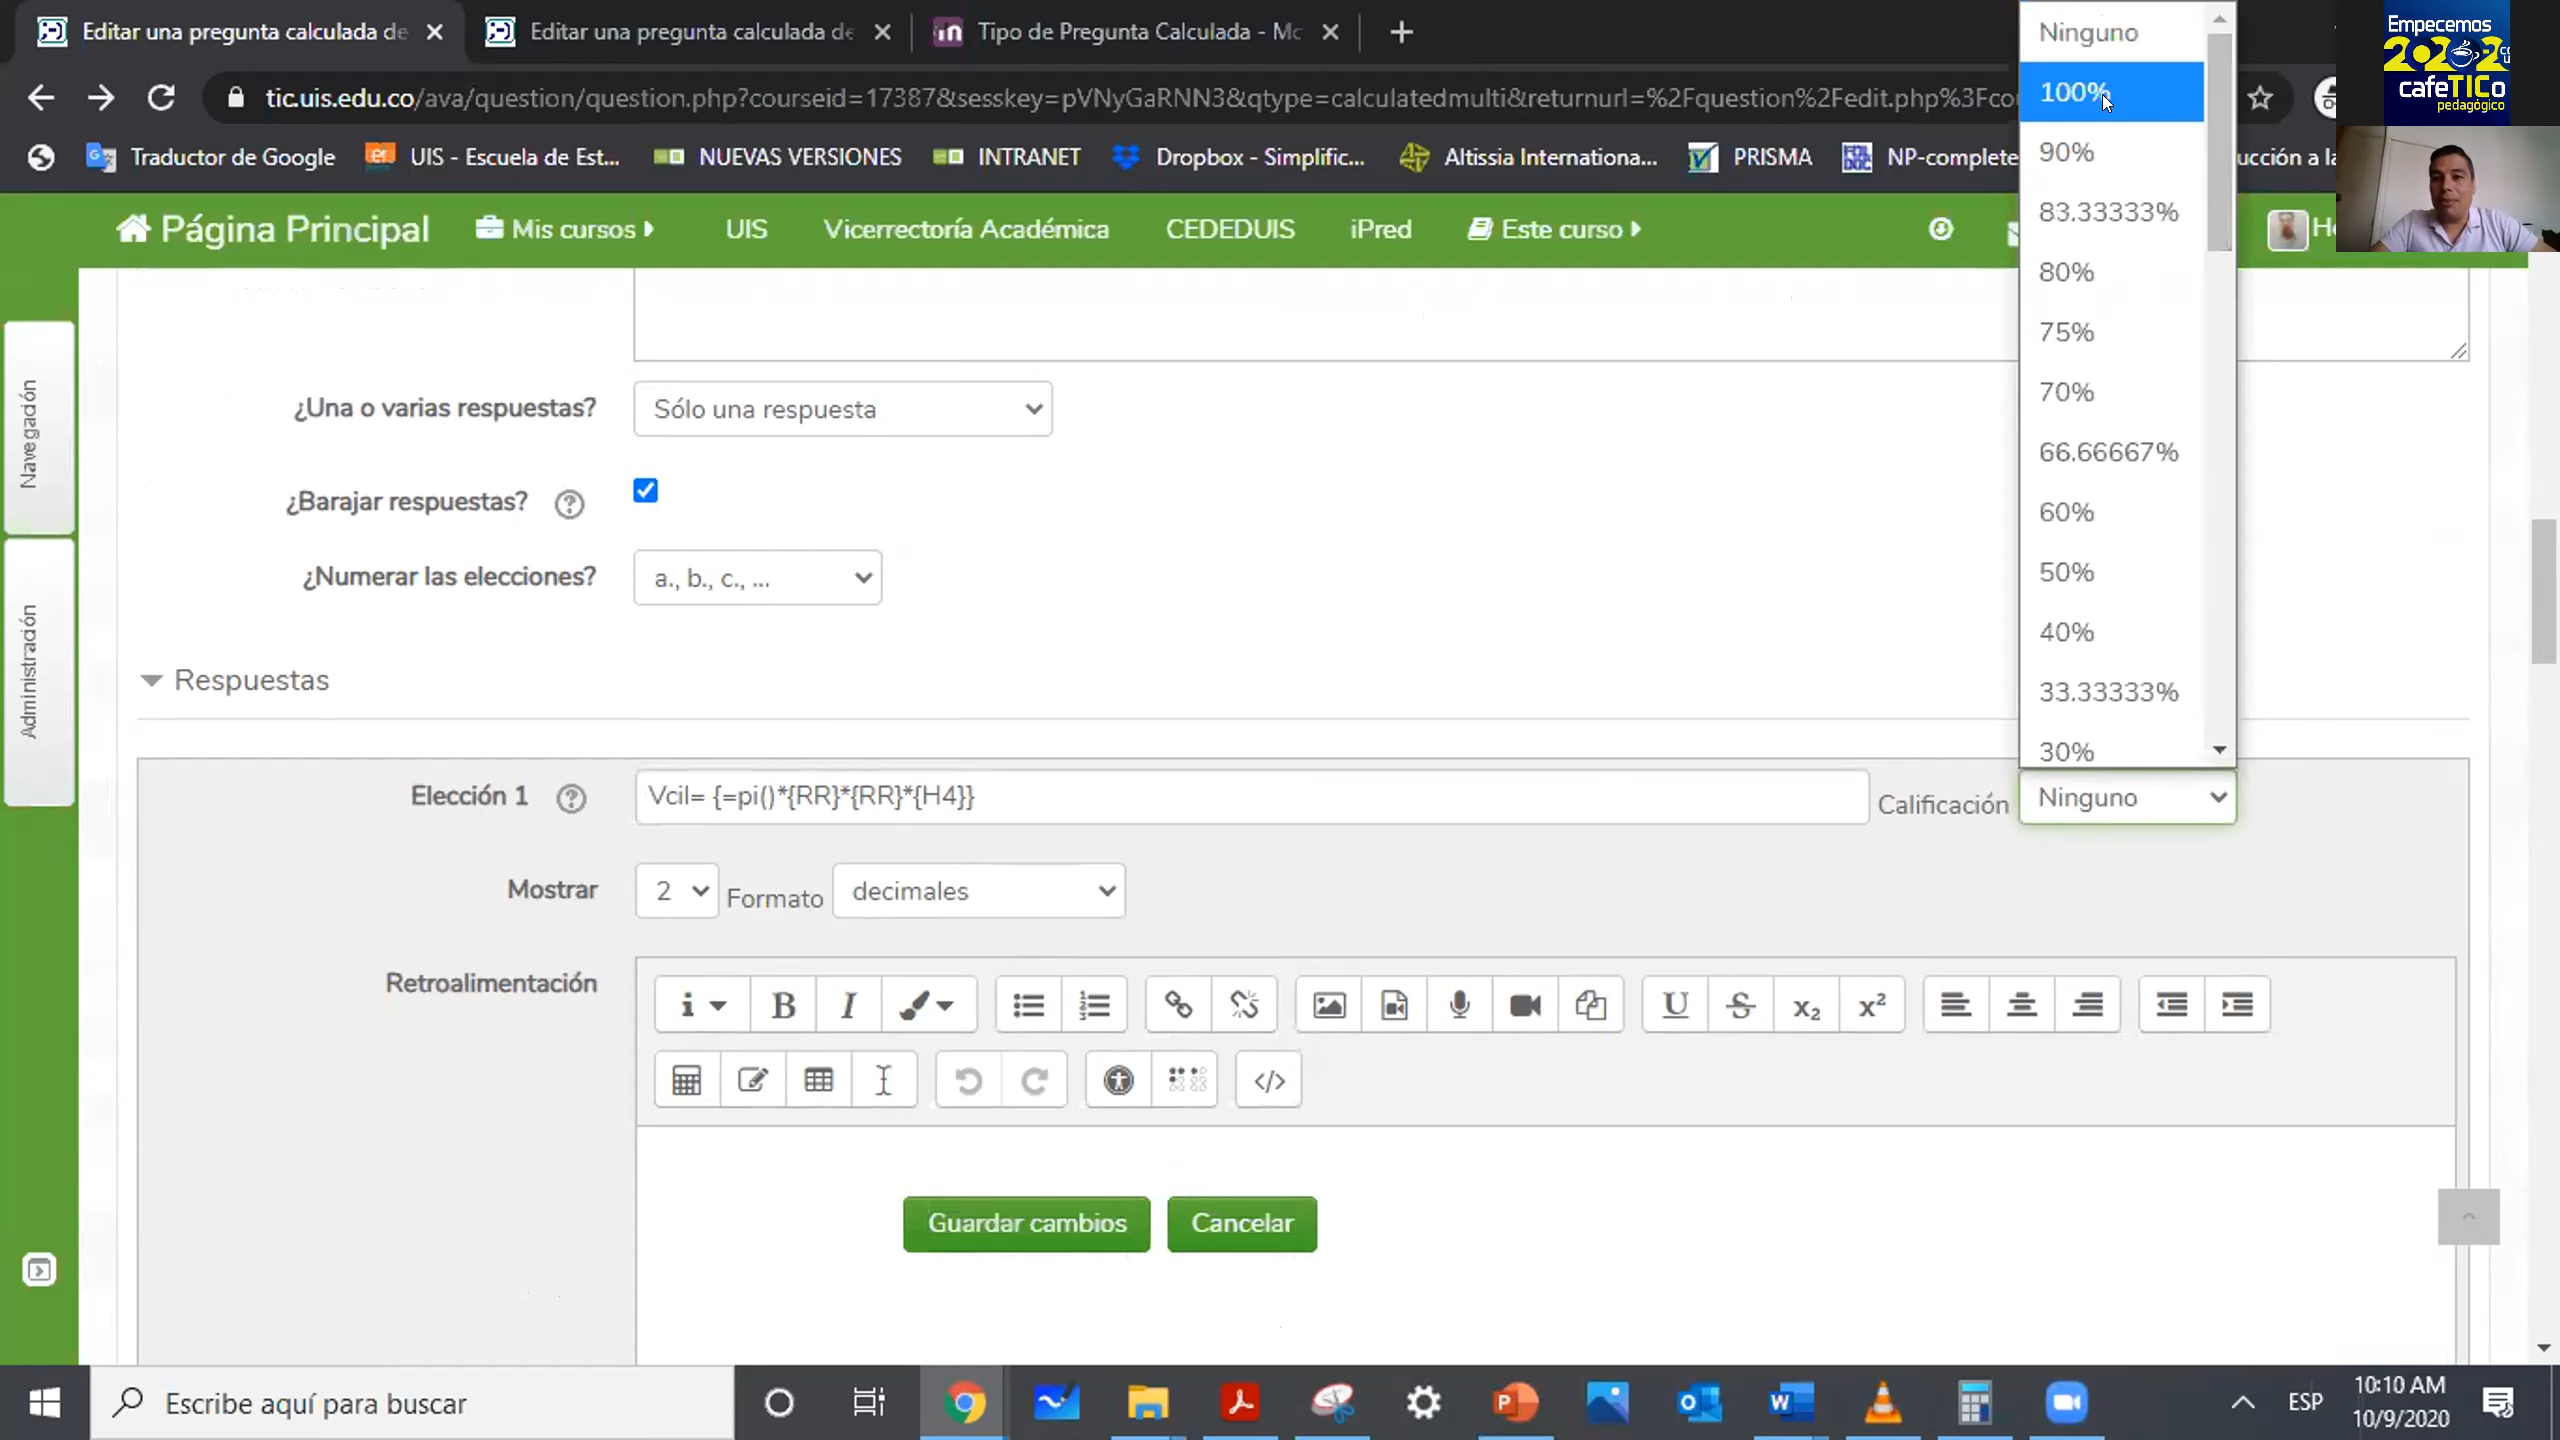 Editar una pregunta calculada de
Editar una pregunta calculada de
Tipo de Pregunta Calculada - Mo
tic.uis.edu.co/ava/question/question.php?courseid=17387&sesskey=pVNyGaRNN3&qtype=calculatedmulti&returnurl=%2Fquestion%2Fedit.php%3Fco
Empecemos
cafeTICo
pedagógico
Traductor de Google
UIS - Escuela de Est...
NUEVAS VERSIONES
INTRANET
Dropbox - Simplific...
Altissia Internationa...
PRISMA
NP-complete
ucción a la
Página Principal
Mis cursos
UIS
Vicerrectoría Académica
CEDEDUIS
iPred
Este curso
Navegación
Administración
¿Una o varias respuestas?
Sólo una respuesta
¿Barajar respuestas?
¿Numerar las elecciones?
a., b., c., ...
Respuestas
Ninguno
100%
90%
83.33333%
80%
75%
70%
66.66667%
60%
50%
40%
33.33333%
30%
Elección 1
Vcil= {=pi()*{RR}*{RR}*{H4}}
Calificación
Ninguno
Mostrar
2
Formato
decimales
Retroalimentación
Guardar cambios
Cancelar
Escribe aquí para buscar
ESP
10:10 AM
10/9/2020